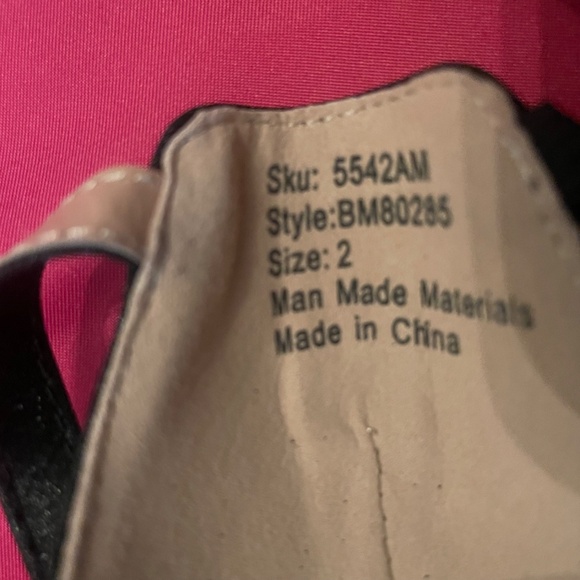 Sku: 5542AM
Style:BM80285
Size: 2
Man Made Materials
Made in China